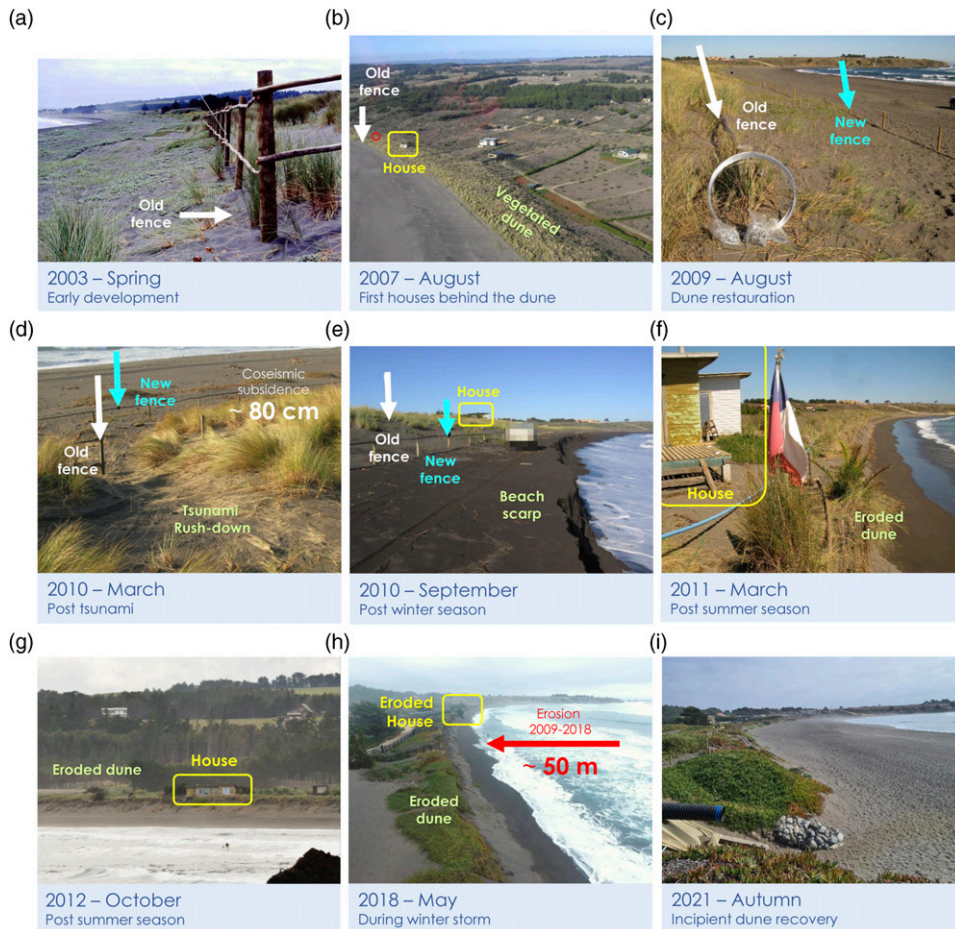 (a)
(b)
(c)
Old
fence
2003 – Spring
Early development
Old
fence
House
Vegetated
dune
2007 – August
First houses behind the dune
Old
fence
New
fence
2009 – August
Dune restauration
(d)
(e)
(f)
New
fence
Coseismic
subsidence
~ 80 cm
Old
fence
Tsunami
Rush-down
2010 – March
Post tsunami
House
Old
fence
New
fence
Beach
scarp
2010 – September
Post winter season
House
Eroded
dune
2011 – March
Post summer season
(g)
(h)
(i)
House
Eroded dune
2012 – October
Post summer season
Eroded
House
Erosion
2009-2018
~ 50 m
Eroded
dune
2018 – May
During winter storm
2021 – Autumn
Incipient dune recovery